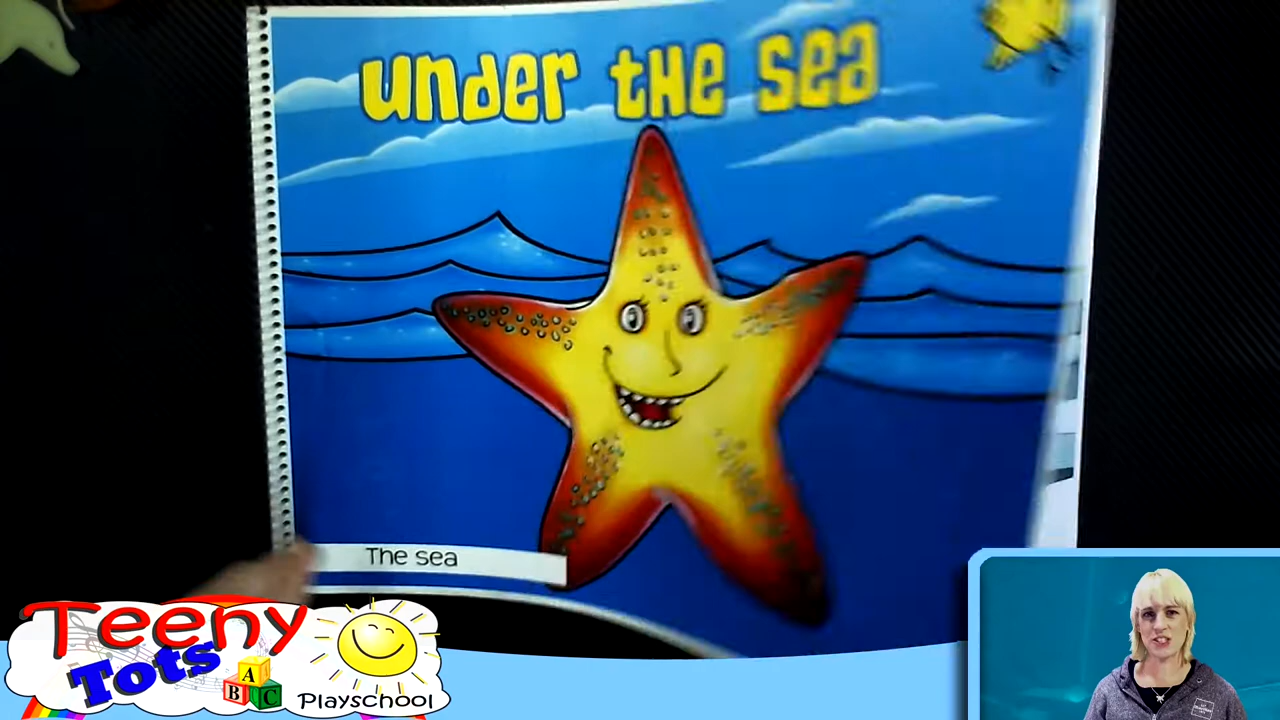 under the sea
The sea
Teeny
Tots
A
B C
Playschool